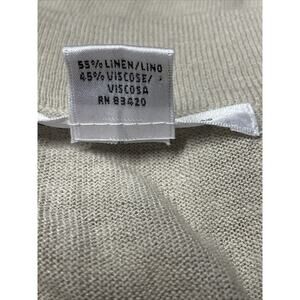 55% LINEN/LINO
45% VISCOSE/
VISCOSA
RN 83420